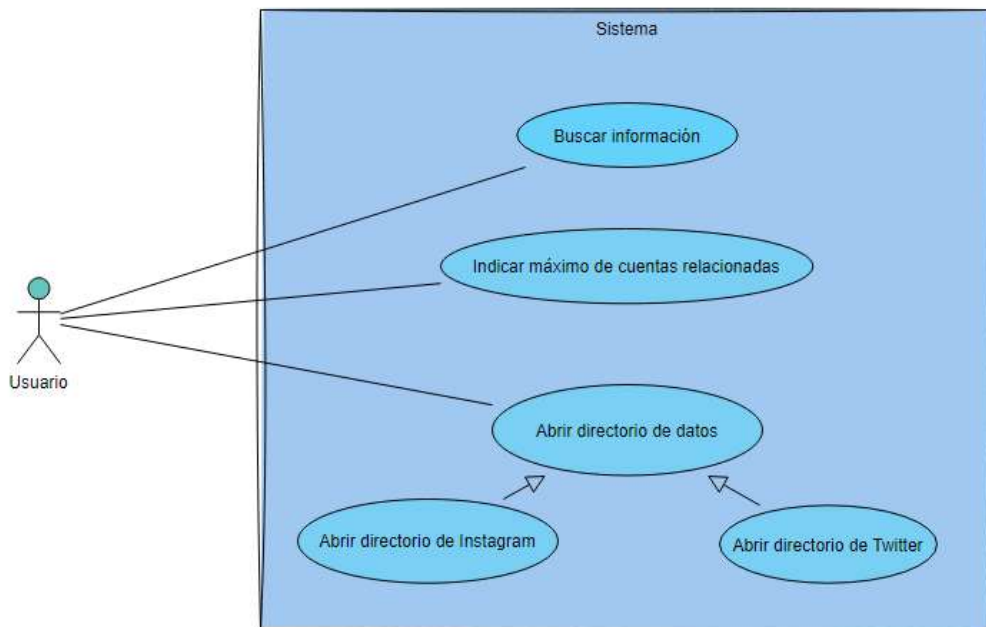 Sistema
Buscar información
Indicar máximo de cuentas relacionadas
Usuario
Abrir directorio de datos
Abrir directorio de Instagram
Abrir directorio de Twitter